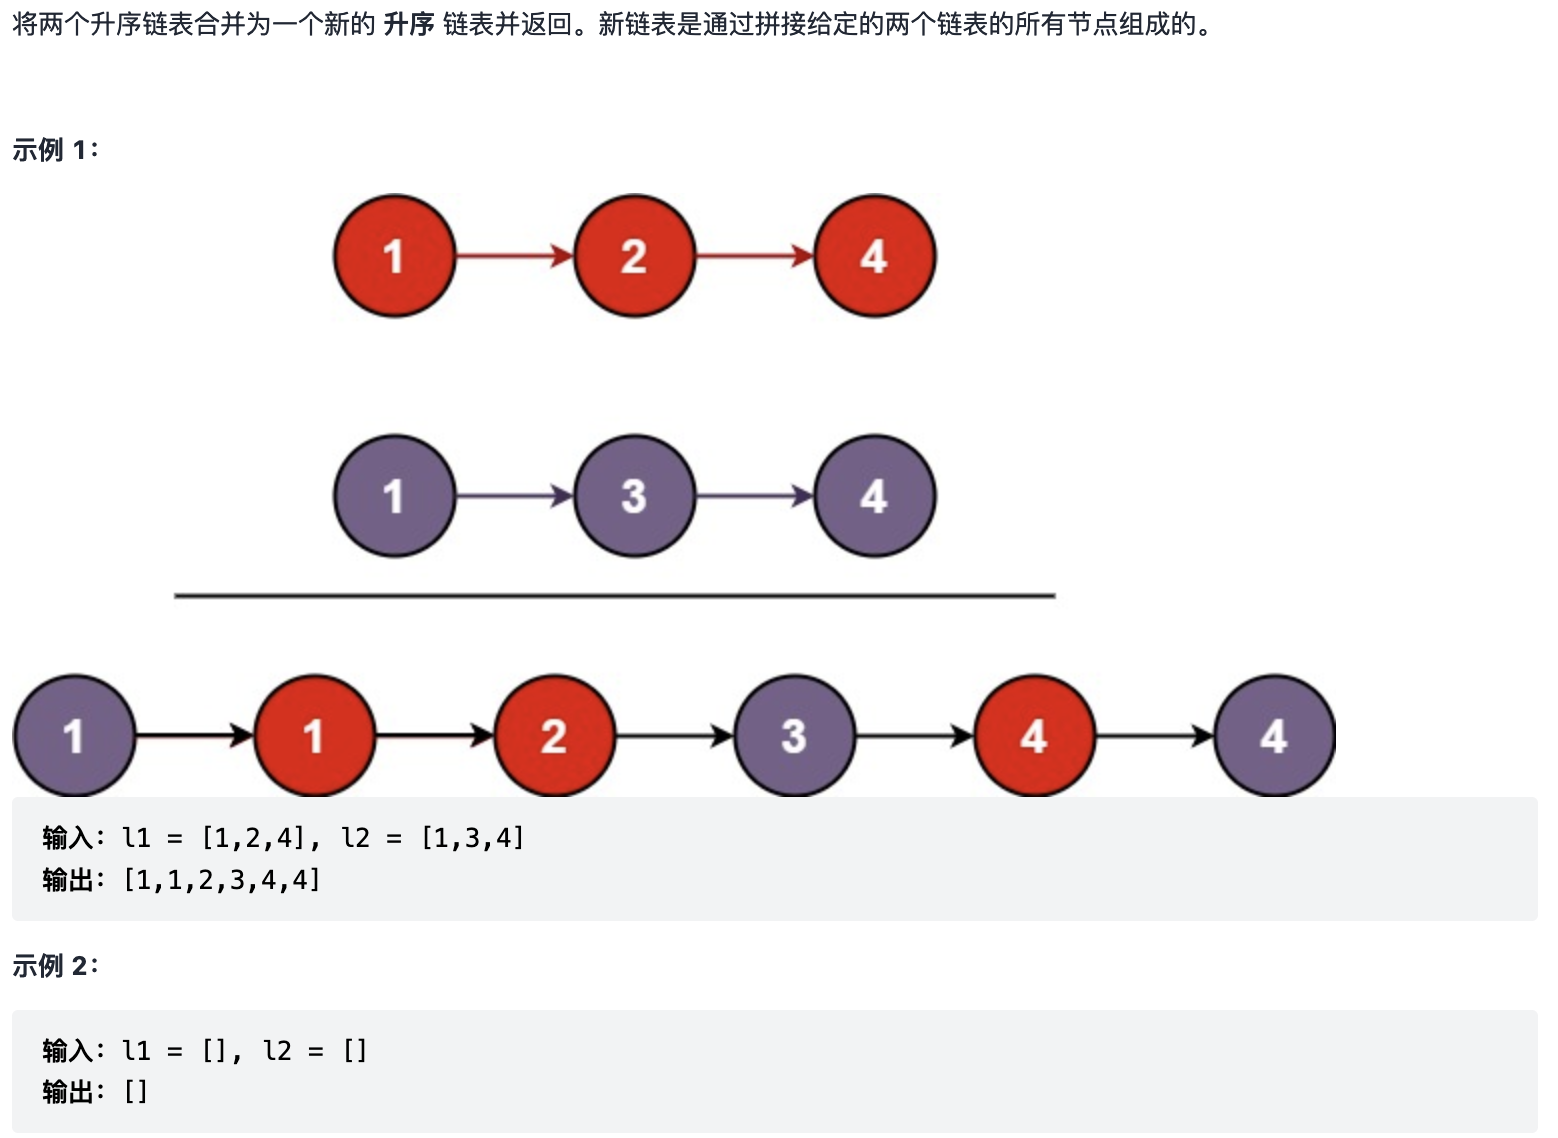 将两个升序链表合并为一个新的 升序 链表并返回。新链表是通过拼接给定的两个链表的所有节点组成的。
示例 1：
1 2 4
1 3 4
1 1 2 3 4 4
输入：l1 = [1,2,4], l2 = [1,3,4]
输出：[1,1,2,3,4,4]
示例 2：
输入：l1 = [], l2 = []
输出：[]